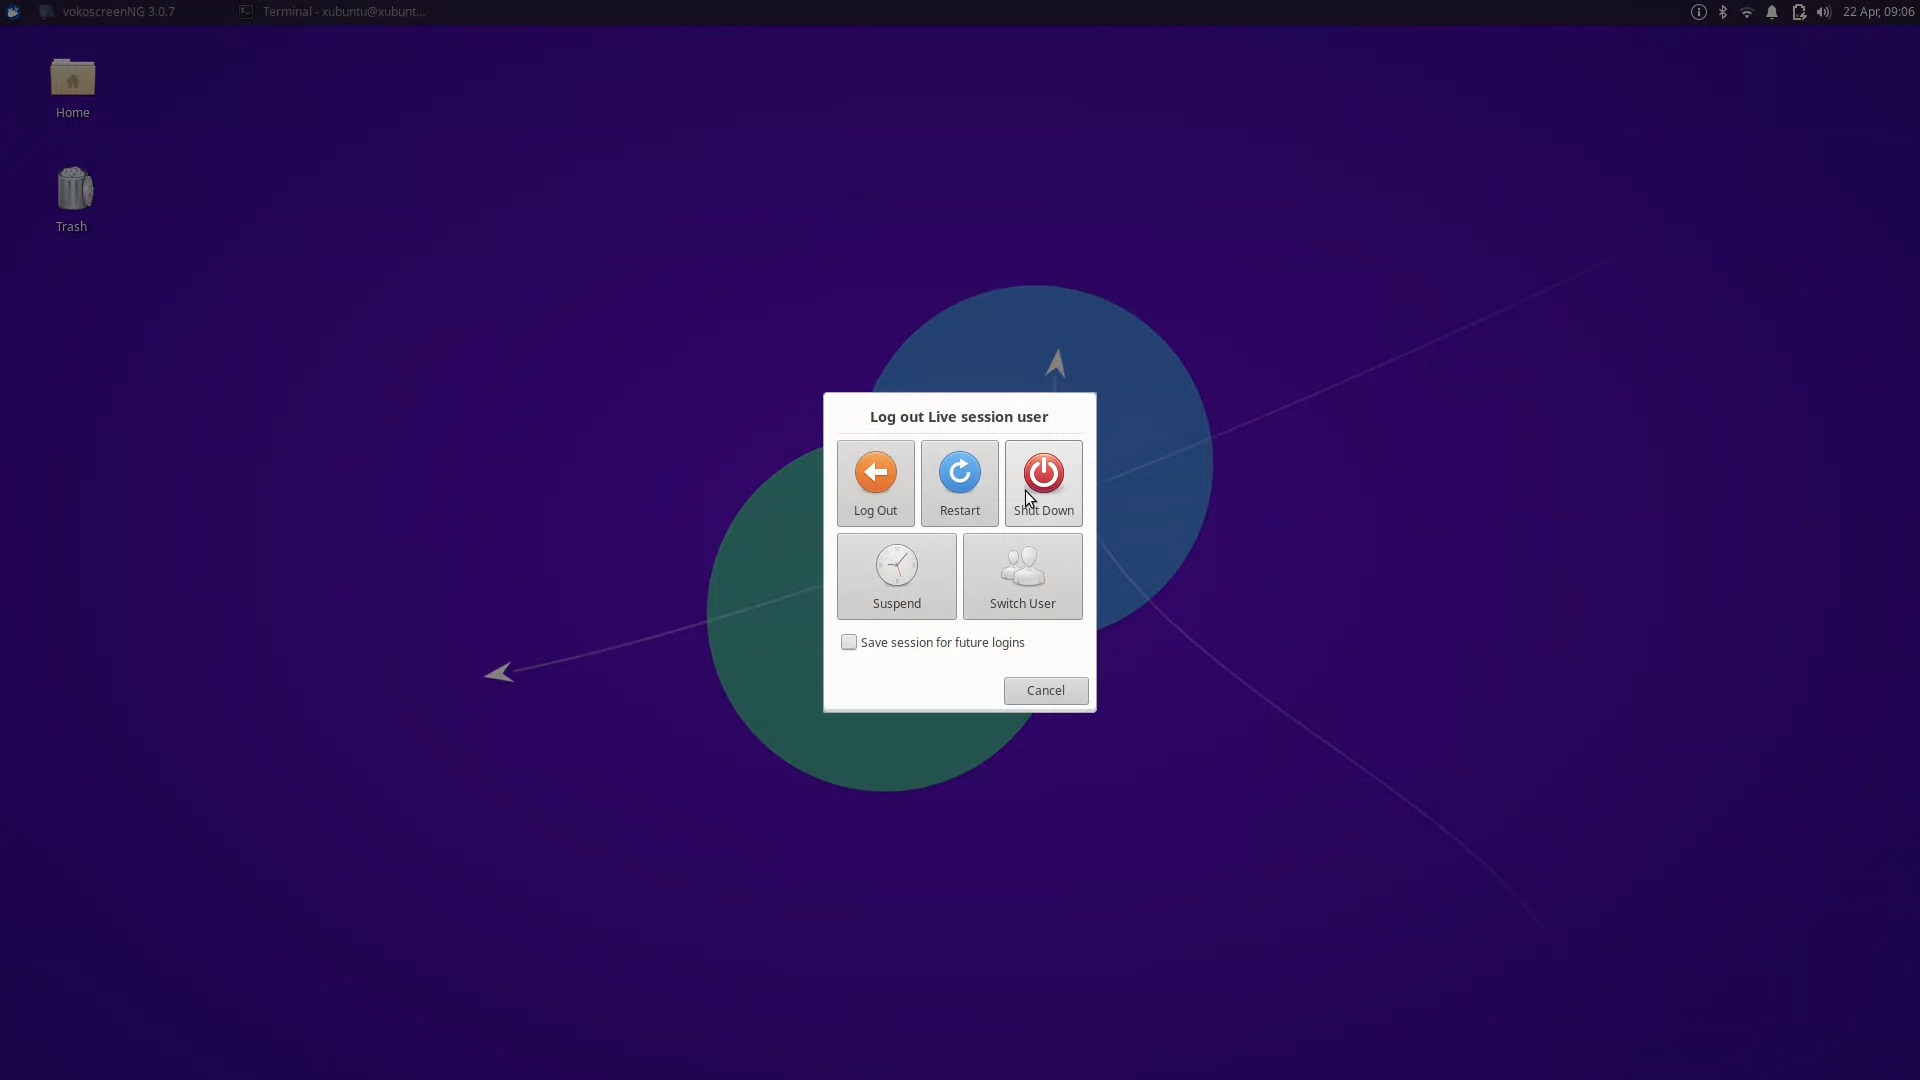 vokoscreenNG 3.0.7
Terminal - xubuntu@xubunt...
22 Apr, 09:06
Home
Trash
Log out Live session user
Log Out
Restart
Shut Down
Suspend
Switch User
Save session for future logins
Cancel